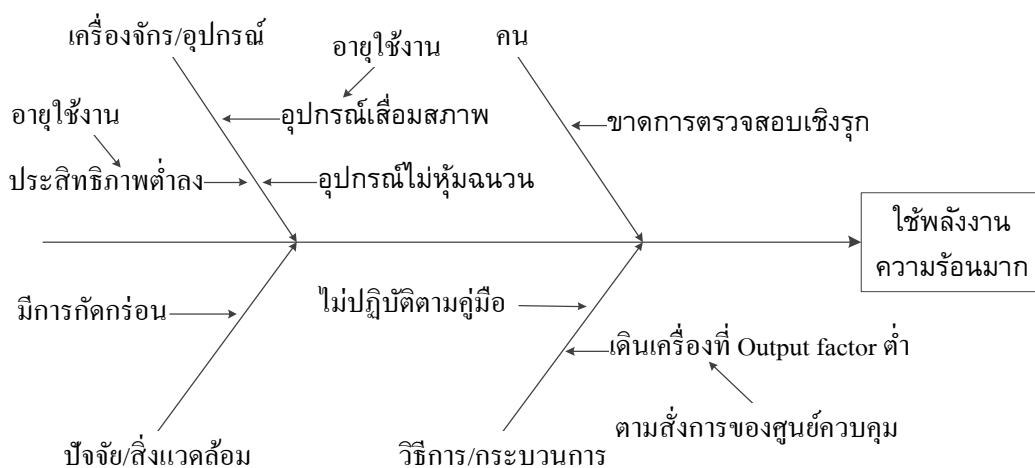 เครื่องจักร/อุปกรณ์
อายุใช้งาน
คน
อายุใช้งาน
อุปกรณ์เสื่อมสภาพ
ขาดการตรวจสอบเชิงรุก
ประสิทธิภาพต่ำลง
อุปกรณ์ไม่หุ้มฉนวน
ใช้พลังงาน
ความร้อนมาก
มีการกัดกร่อน
ไม่ปฏิบัติตามคู่มือ
เดินเครื่องที่ Output factor ต่ำ
ตามสั่งการของศูนย์ควบคุม
ปัจจัย/สิ่งแวดล้อม
วิธีการ/กระบวนการ